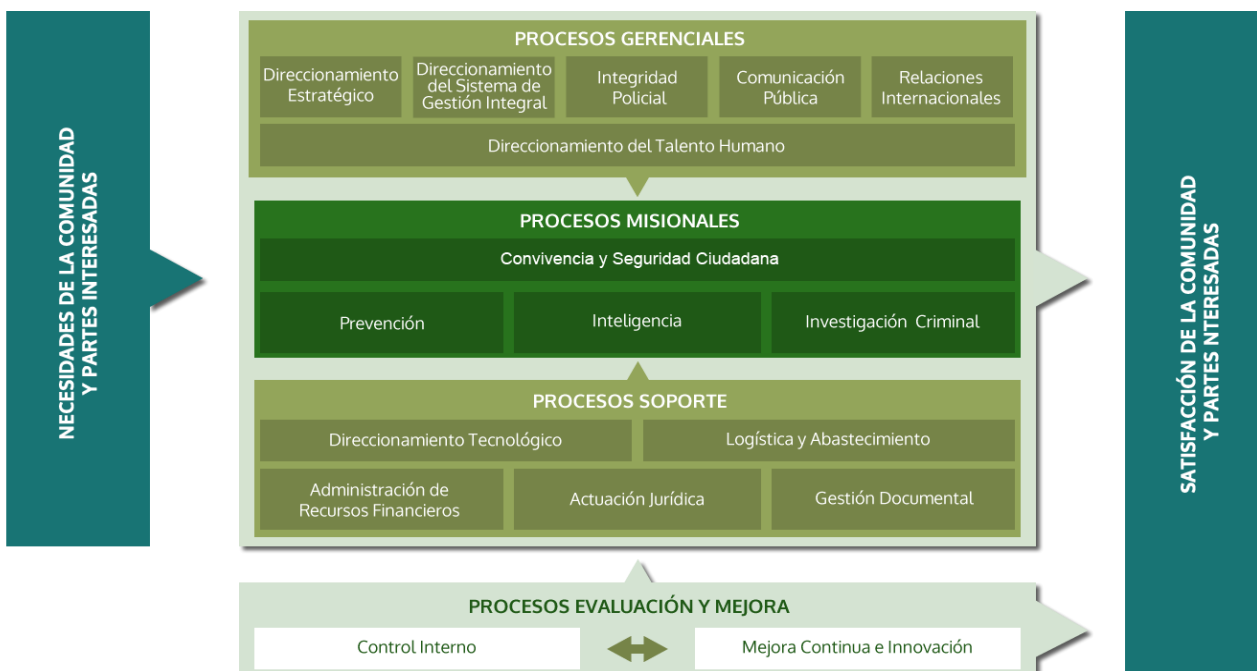 NECESIDADES DE LA COMUNIDAD
Y PARTES INTERESADAS
PROCESOS GERENCIALES
Direccionamiento
Estratégico
Direccionamiento
del Sistema de
Gestión Integral
Integridad
Policial
Comunicación
Pública
Relaciones
Internacionales
Direccionamiento del Talento Humano
PROCESOS MISIONALES
Convivencia y Seguridad Ciudadana
Prevención
Inteligencia
Investigación Criminal
PROCESOS SOPORTE
Direccionamiento Tecnológico
Logística y Abastecimiento
Administración de
Recursos Financieros
Actuación Jurídica
Gestión Documental
PROCESOS EVALUACIÓN Y MEJORA
Control Interno
Mejora Continua e Innovación
SATISFACCIÓN DE LA COMUNIDAD
Y PARTES NTERESADAS